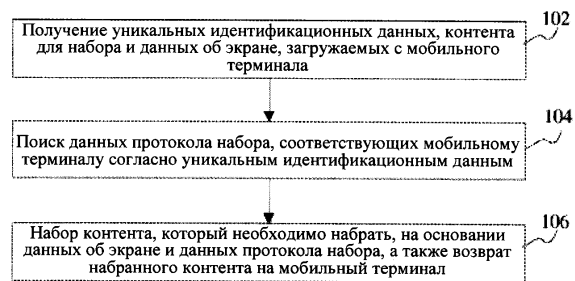 Получение уникальных идентификационных данных, контента
для набора и данных об экране, загружаемых с мобильного
терминала
102
Поиск данных протокола набора, соответствующих мобильному
терминалу согласно уникальным идентификационным данным
104
Набор контента, который необходимо набрать, на основании
данных об экране и данных протокола набора, а также возврат
набранного контента на мобильный терминал
106